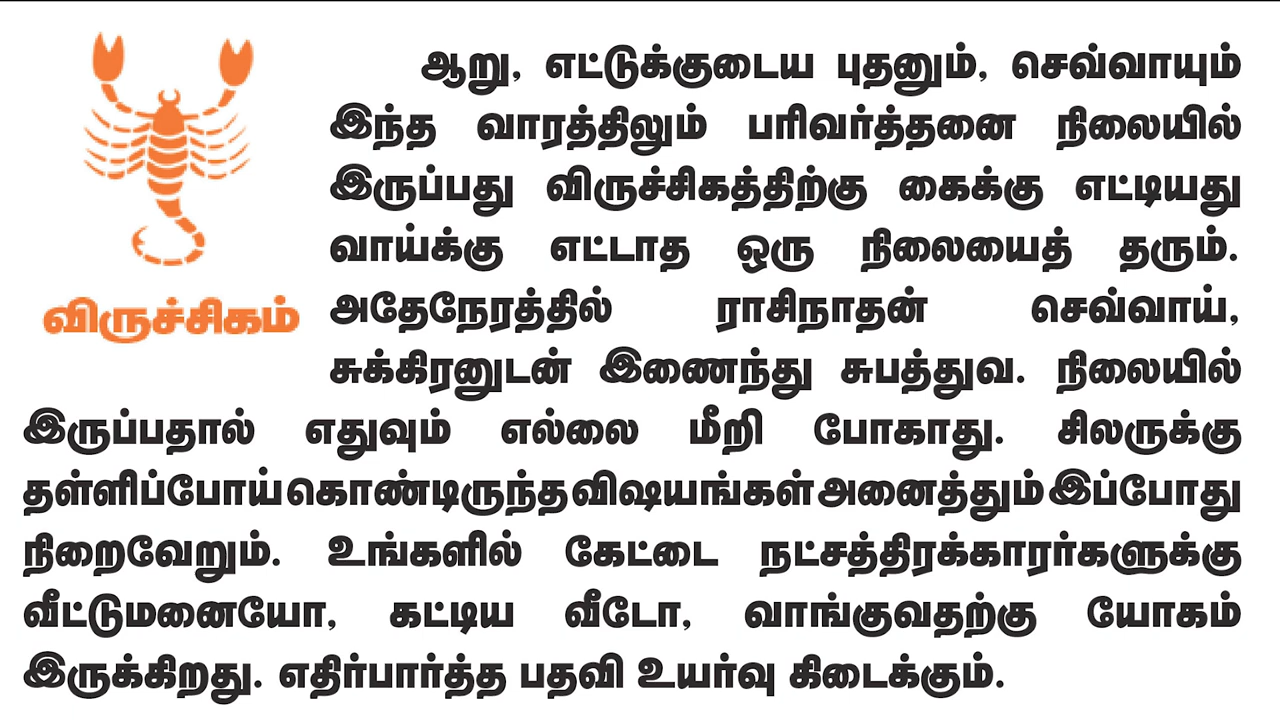 ஆறு, எட்டுக்குடைய புதனும், செவ்வாயும்
இந்த வாரத்திலும் பரிவர்த்தனை நிலையில்
இருப்பது விருச்சிகத்திற்கு கைக்கு எட்டியது
வாய்க்கு எட்டாத ஒரு நிலையைத் தரும்.
விருச்சிகம்
அதேநேரத்தில் ராசிநாதன் செவ்வாய்,
சுக்கிரனுடன் இணைந்து சுபத்துவ. நிலையில்
இருப்பதால் எதுவும் எல்லை மீறி போகாது. சிலருக்கு
தள்ளிப்போய்கொண்டிருந்த விஷயங்கள் அனைத்தும் இப்போது
நிறைவேறும். உங்களில் கேட்டை நட்சத்திரக்காரர்களுக்கு
வீட்டுமனையோ, கட்டிய வீடோ, வாங்குவதற்கு யோகம்
இருக்கிறது. எதிர்பார்த்த பதவி உயர்வு கிடைக்கும்.